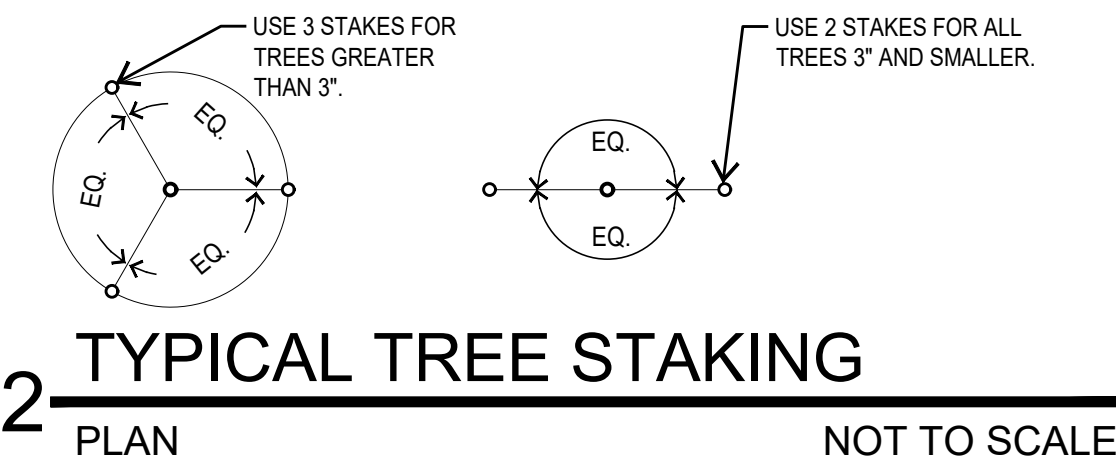 USE 3 STAKES FOR
TREES GREATER
THAN 3".
EQ.
EQ.
EQ.
USE 2 STAKES FOR ALL
TREES 3" AND SMALLER.
EQ.
EQ.
2
TYPICAL TREE STAKING
PLAN
NOT TO SCALE